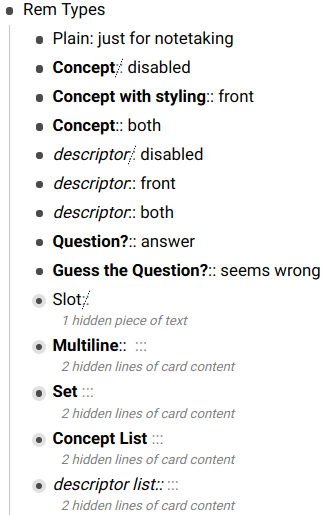 Rem Types
Plain: just for notetaking
Concept:: disabled
Concept with styling:: front
Concept:: both
descriptor:: disabled
descriptor:: front
descriptor:: both
Question?:: answer
Guess the Question?:: seems wrong
Slot::
1 hidden piece of text
Multiline:: :::
2 hidden lines of card content
Set :::
2 hidden lines of card content
Concept List :::
2 hidden lines of card content
descriptor list:: :::
2 hidden lines of card content